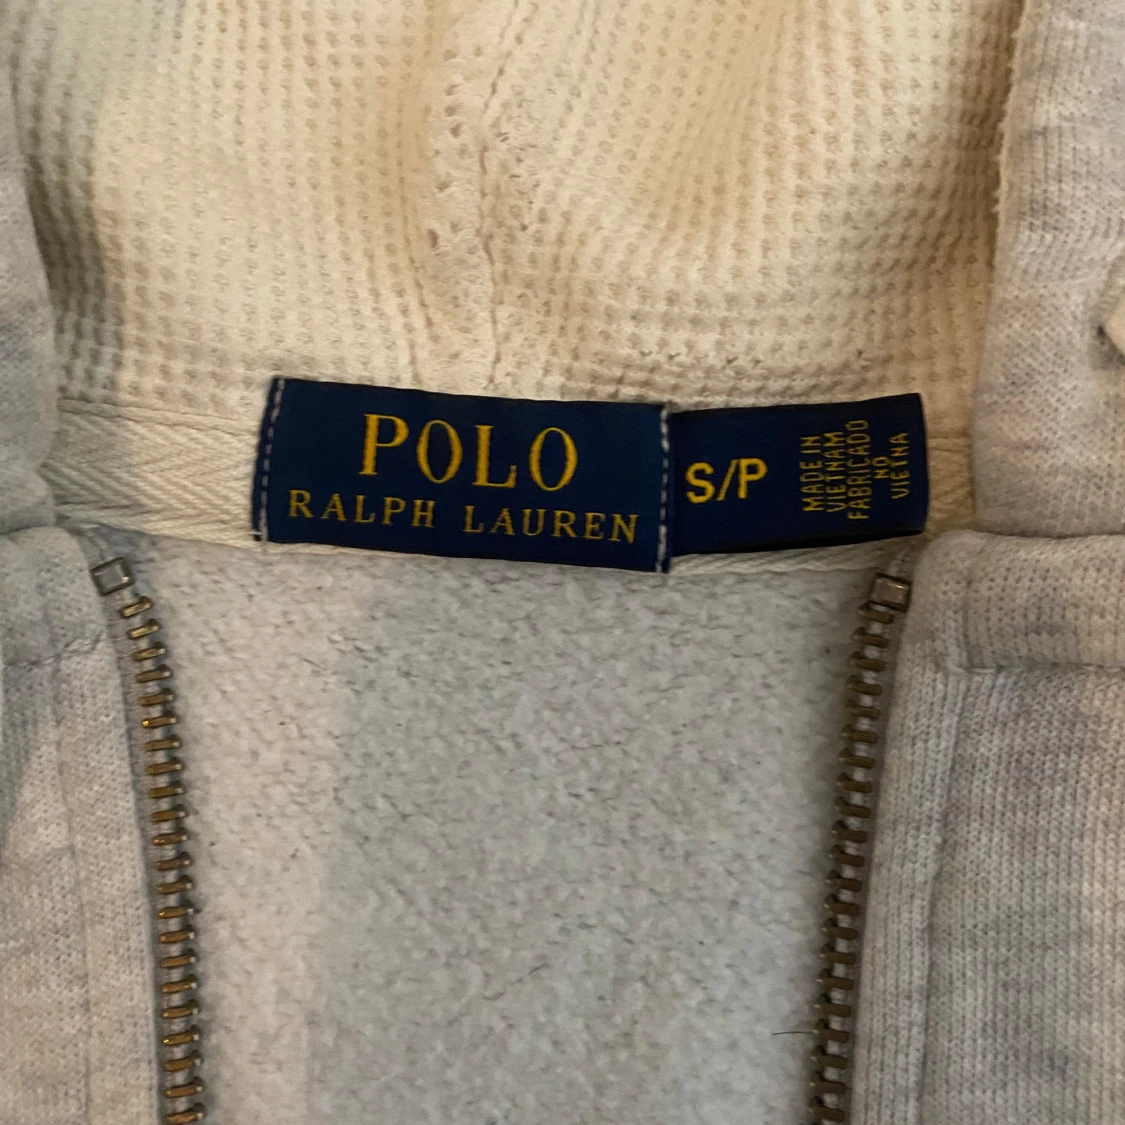 POLO
RALPH LAUREN
S/P
MADE IN
VIETNAM
FABRICADO
NO
VIETNA